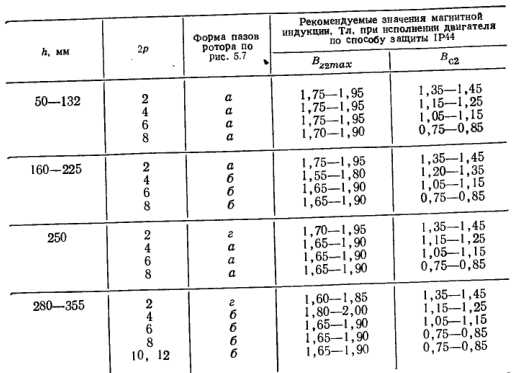 h, мм
2p
Форма пазов ротора по рис. 5.7
Рекомендуемые значения магнитной индукции, Тл, при исполнении двигателя по способу защиты IP44
Bz2max
Bc2
50—132 2 а 1,75—1,95 1,35—1,45
4 а 1,75—1,95 1,15—1,25
6 а 1,75—1,95 1,05—1,15
8 а 1,70—1,90 0,75—0,85
160—225 2 а 1,75—1,95 1,35—1,45
4 б 1,55—1,80 1,20—1,35
6 б 1,65—1,90 1,05—1,15
8 б 1,65—1,90 0,75—0,85
250 2 г 1,70—1,95 1,35—1,45
4 а 1,65—1,90 1,15—1,25
6 а 1,65—1,90 1,05—1,15
8 а 1,65—1,90 0,75—0,85
280—355 2 г 1,60—1,85 1,35—1,45
4 б 1,80—2,00 1,15—1,25
6 б 1,65—1,90 1,05—1,15
8 б 1,65—1,90 0,75—0,85
10, 12 б 1,65—1,90 0,75—0,85